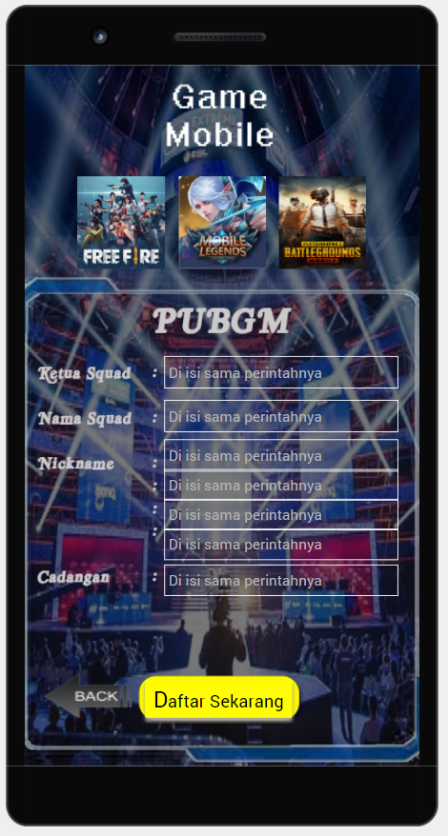 Game
Mobile
FREE FIRE
MOBILE
LEGENDS
BATTLEGROUNDS
MOBILE
PUBGM
Ketua Squad : Di isi sama perintahnya
Nama Squad : Di isi sama perintahnya
Nickname : Di isi sama perintahnya
: Di isi sama perintahnya
: Di isi sama perintahnya
: Di isi sama perintahnya
Cadangan : Di isi sama perintahnya
BACK
Daftar Sekarang